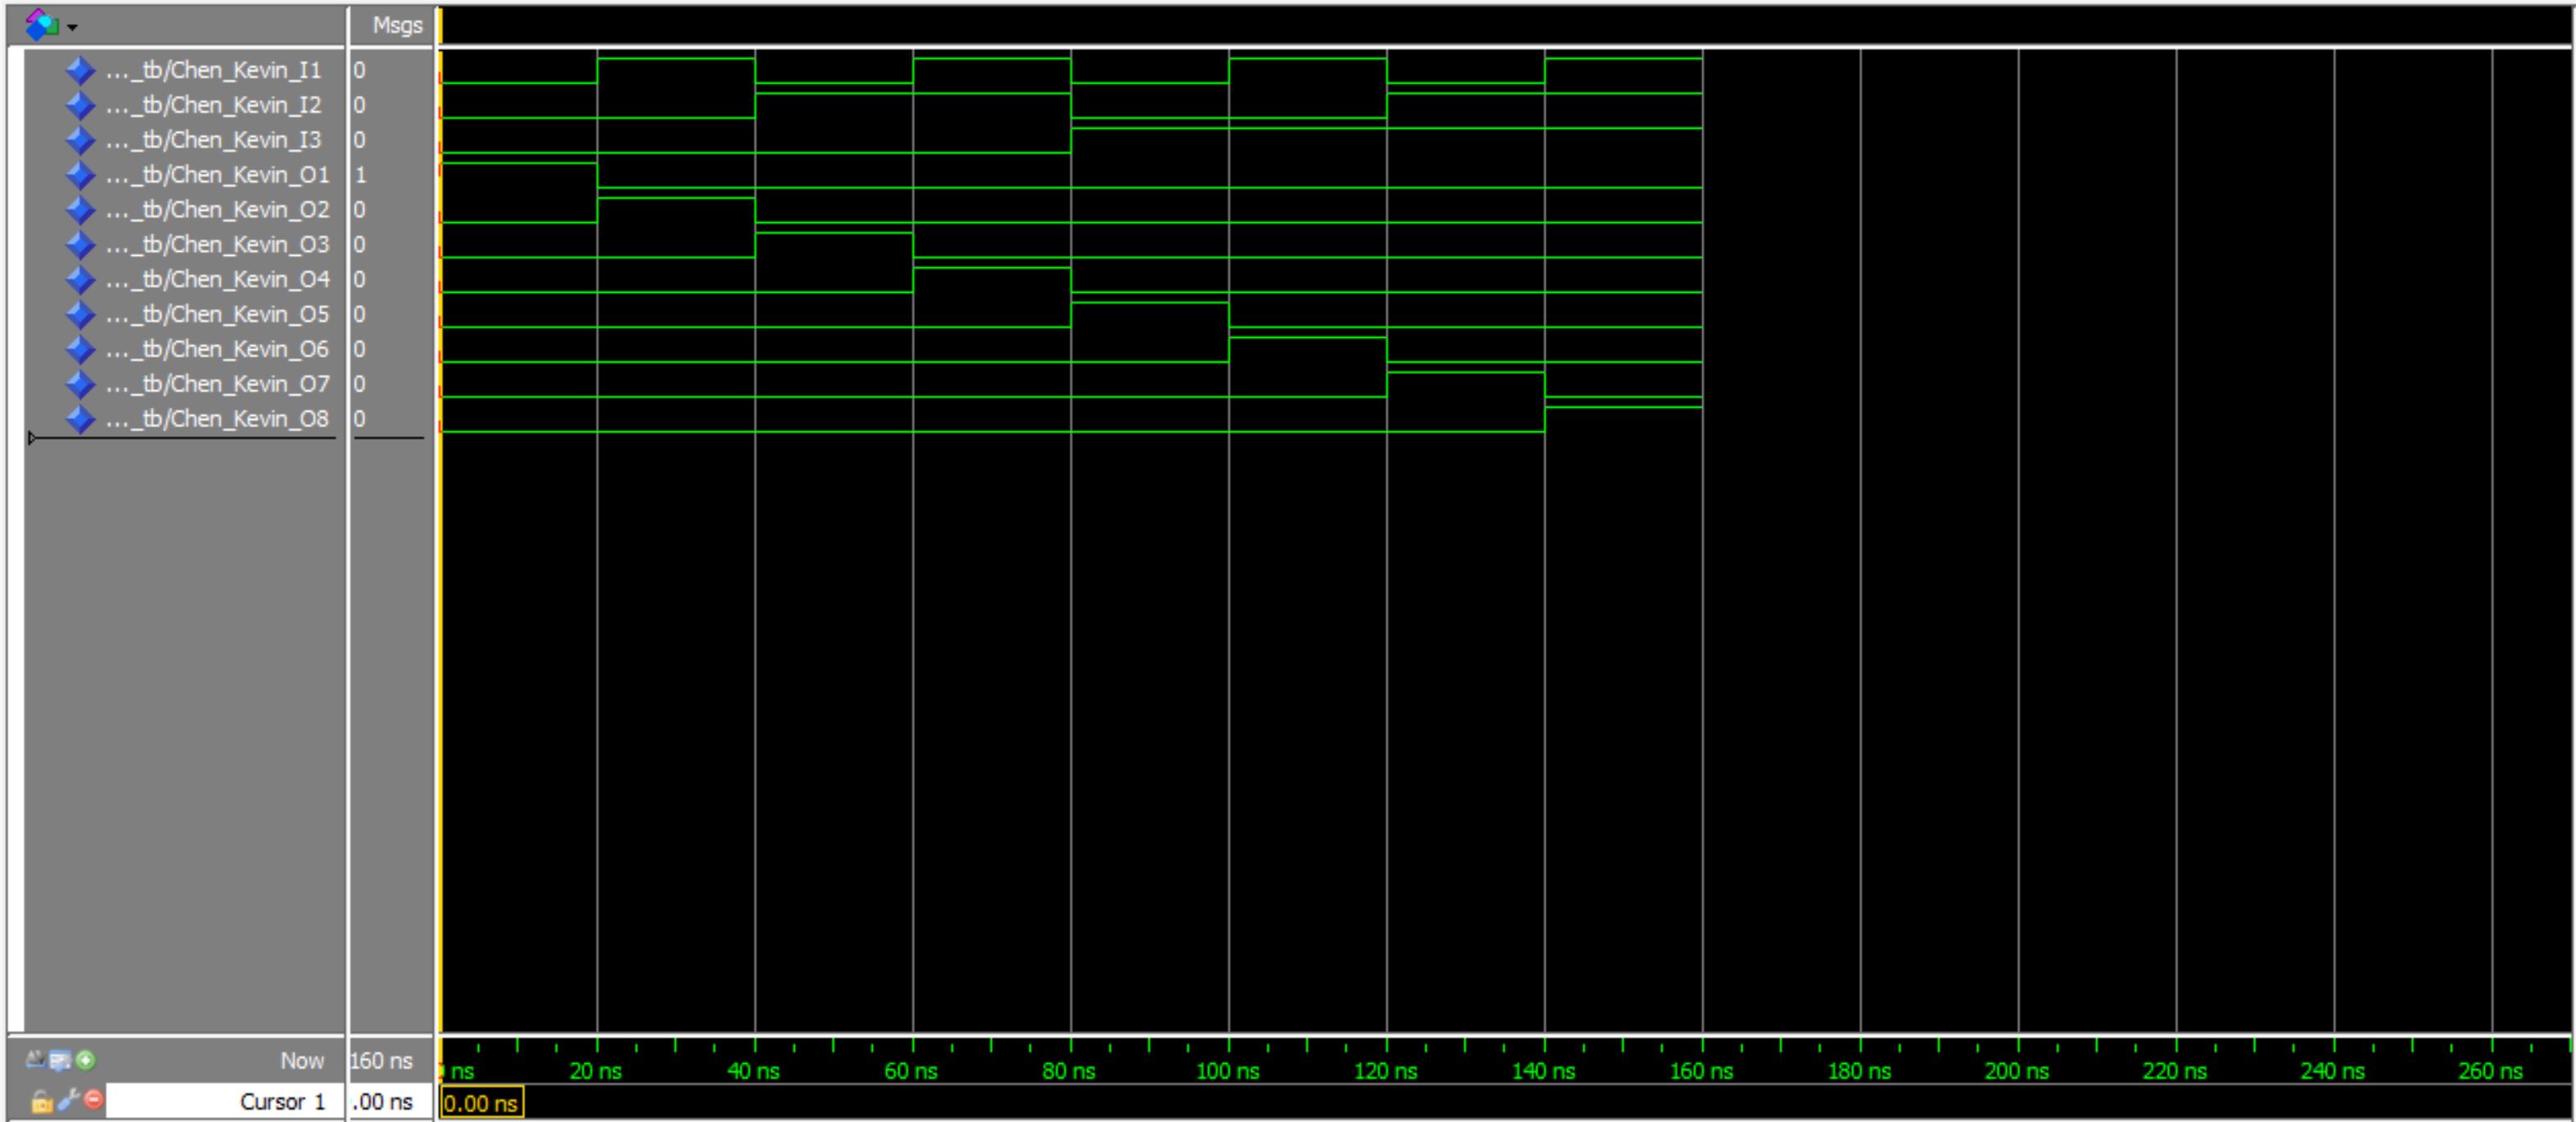 Msgs
..._tb/Chen_Kevin_I1 0
..._tb/Chen_Kevin_I2 0
..._tb/Chen_Kevin_I3 0
..._tb/Chen_Kevin_O1 1
..._tb/Chen_Kevin_O2 0
..._tb/Chen_Kevin_O3 0
..._tb/Chen_Kevin_O4 0
..._tb/Chen_Kevin_O5 0
..._tb/Chen_Kevin_O6 0
..._tb/Chen_Kevin_O7 0
..._tb/Chen_Kevin_O8 0
Now 160 ns ns 20 ns 40 ns 60 ns 80 ns 100 ns 120 ns 140 ns 160 ns 180 ns 200 ns 220 ns 240 ns 260 ns
Cursor 1 .00 ns 0.00 ns